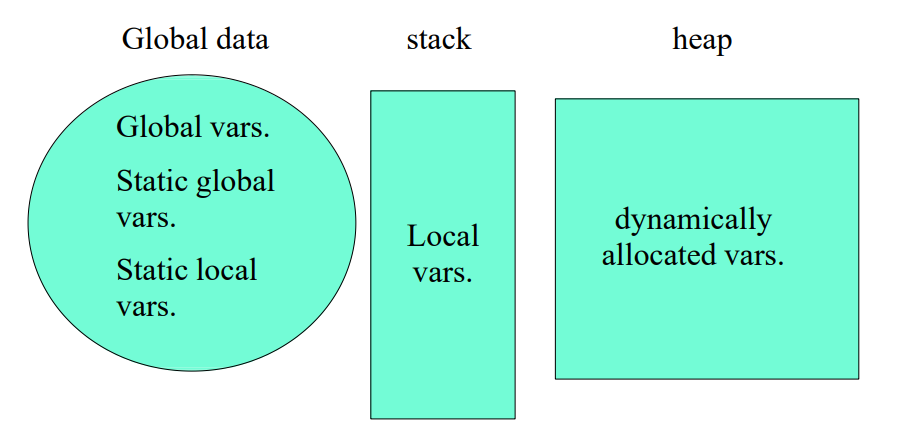 Global data
stack
heap
Global vars.
Static global
vars.
Static local
vars.
Local
vars.
dynamically
allocated vars.